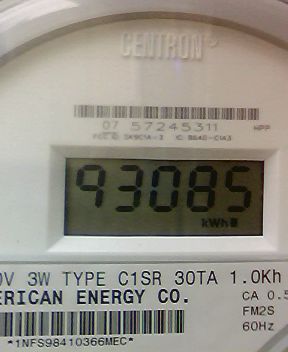 CENTRON
07 57245311 HPP
93085
kWh
0V 3W TYPE C1SR 30TA 1.0Kh
ERICAN ENERGY CO. CA 0.5
FM2S
60Hz
*1NFS98410366MEC*